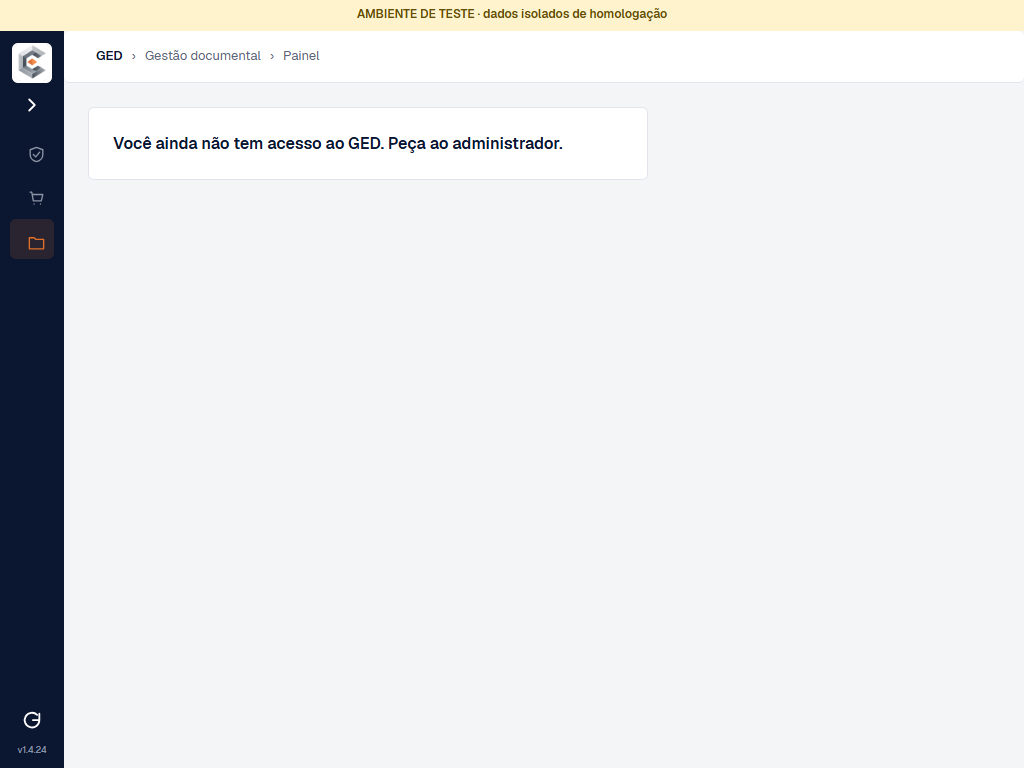 AMBIENTE DE TESTE · dados isolados de homologação
GED › Gestão documental › Painel
Você ainda não tem acesso ao GED. Peça ao administrador.
v1.4.24